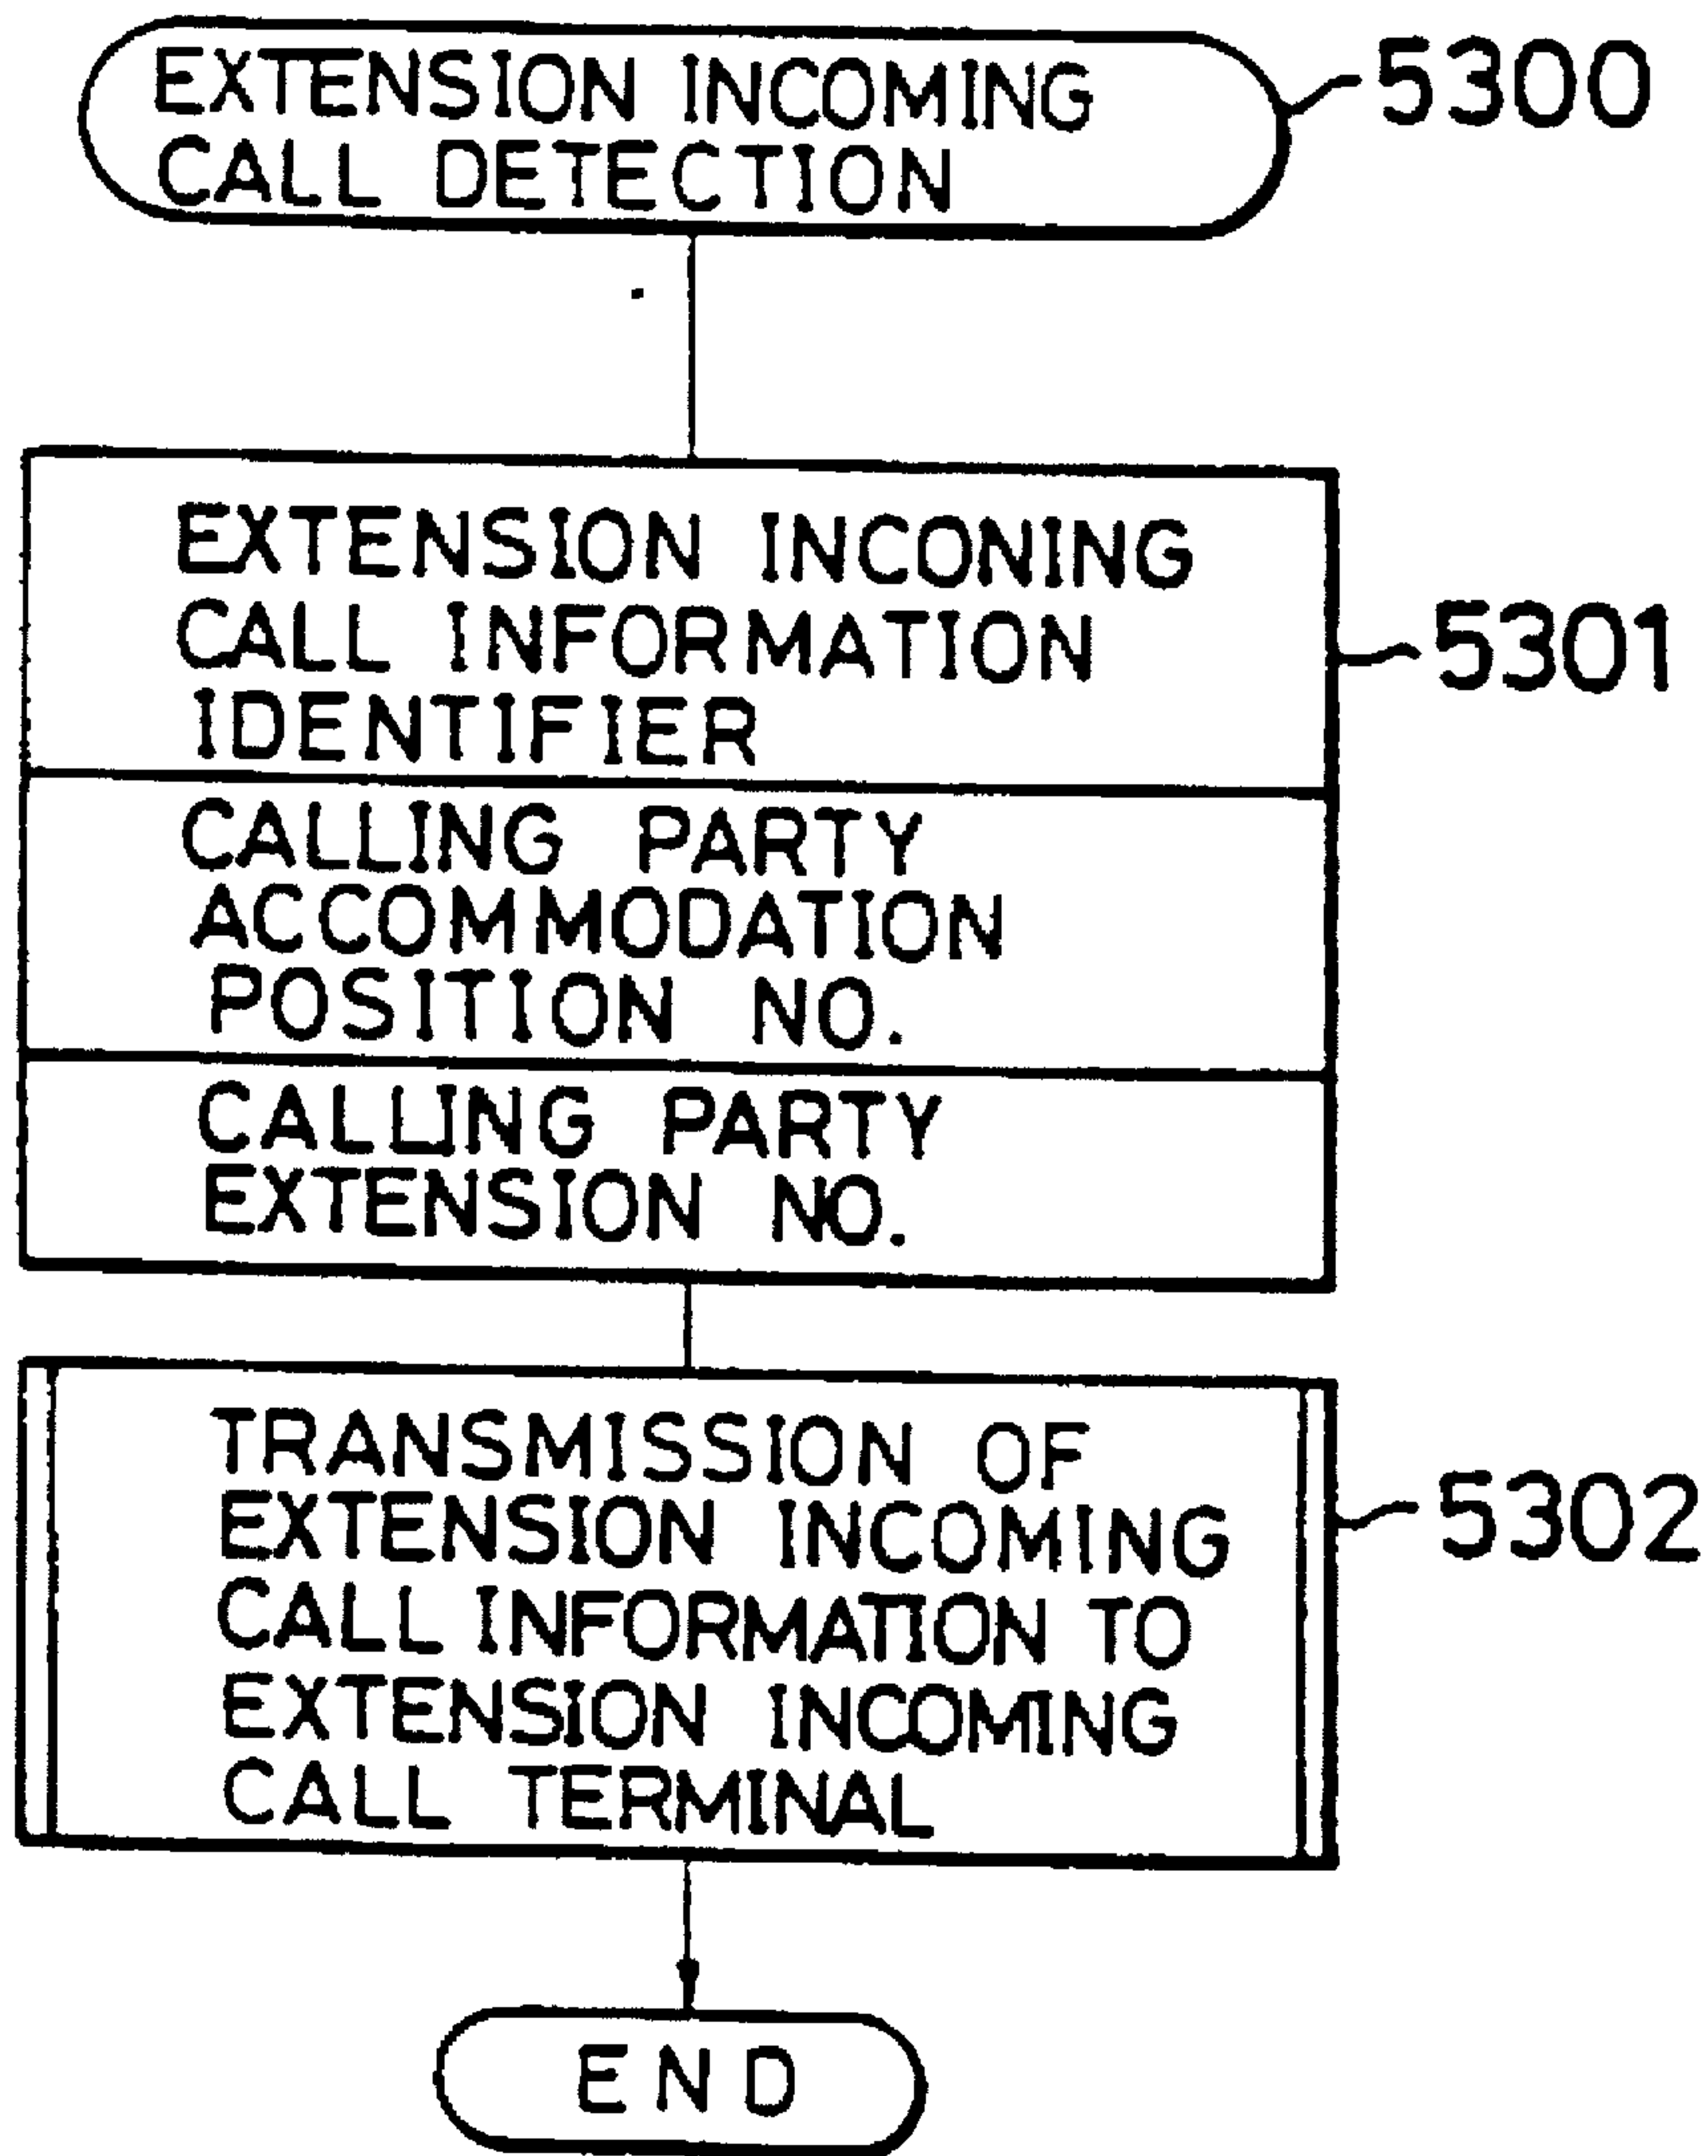 EXTENSION INCOMING
CALL DETECTION
5300
EXTENSION INCONING
CALL INFORMATION
IDENTIFIER
5301
CALLING PARTY
ACCOMMODATION
POSITION NO.
CALLING PARTY
EXTENSION NO.
TRANSMISSION OF
EXTENSION INCOMING
CALL INFORMATION TO
EXTENSION INCOMING
CALL TERMINAL
5302
END